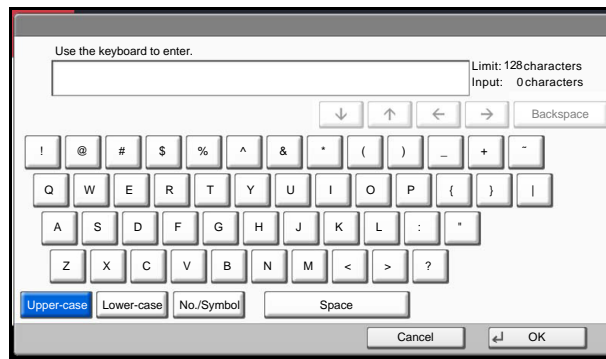 Use the keyboard to enter.
Limit: 128 characters
Input: 0 characters
↓ ↑ ← → Backspace
! @ # $ % ^ & * ( ) _ + ~
Q W E R T Y U I O P { } |
A S D F G H J K L : "
Z X C V B N M < > ?
Upper-case Lower-case No./Symbol Space
Cancel OK